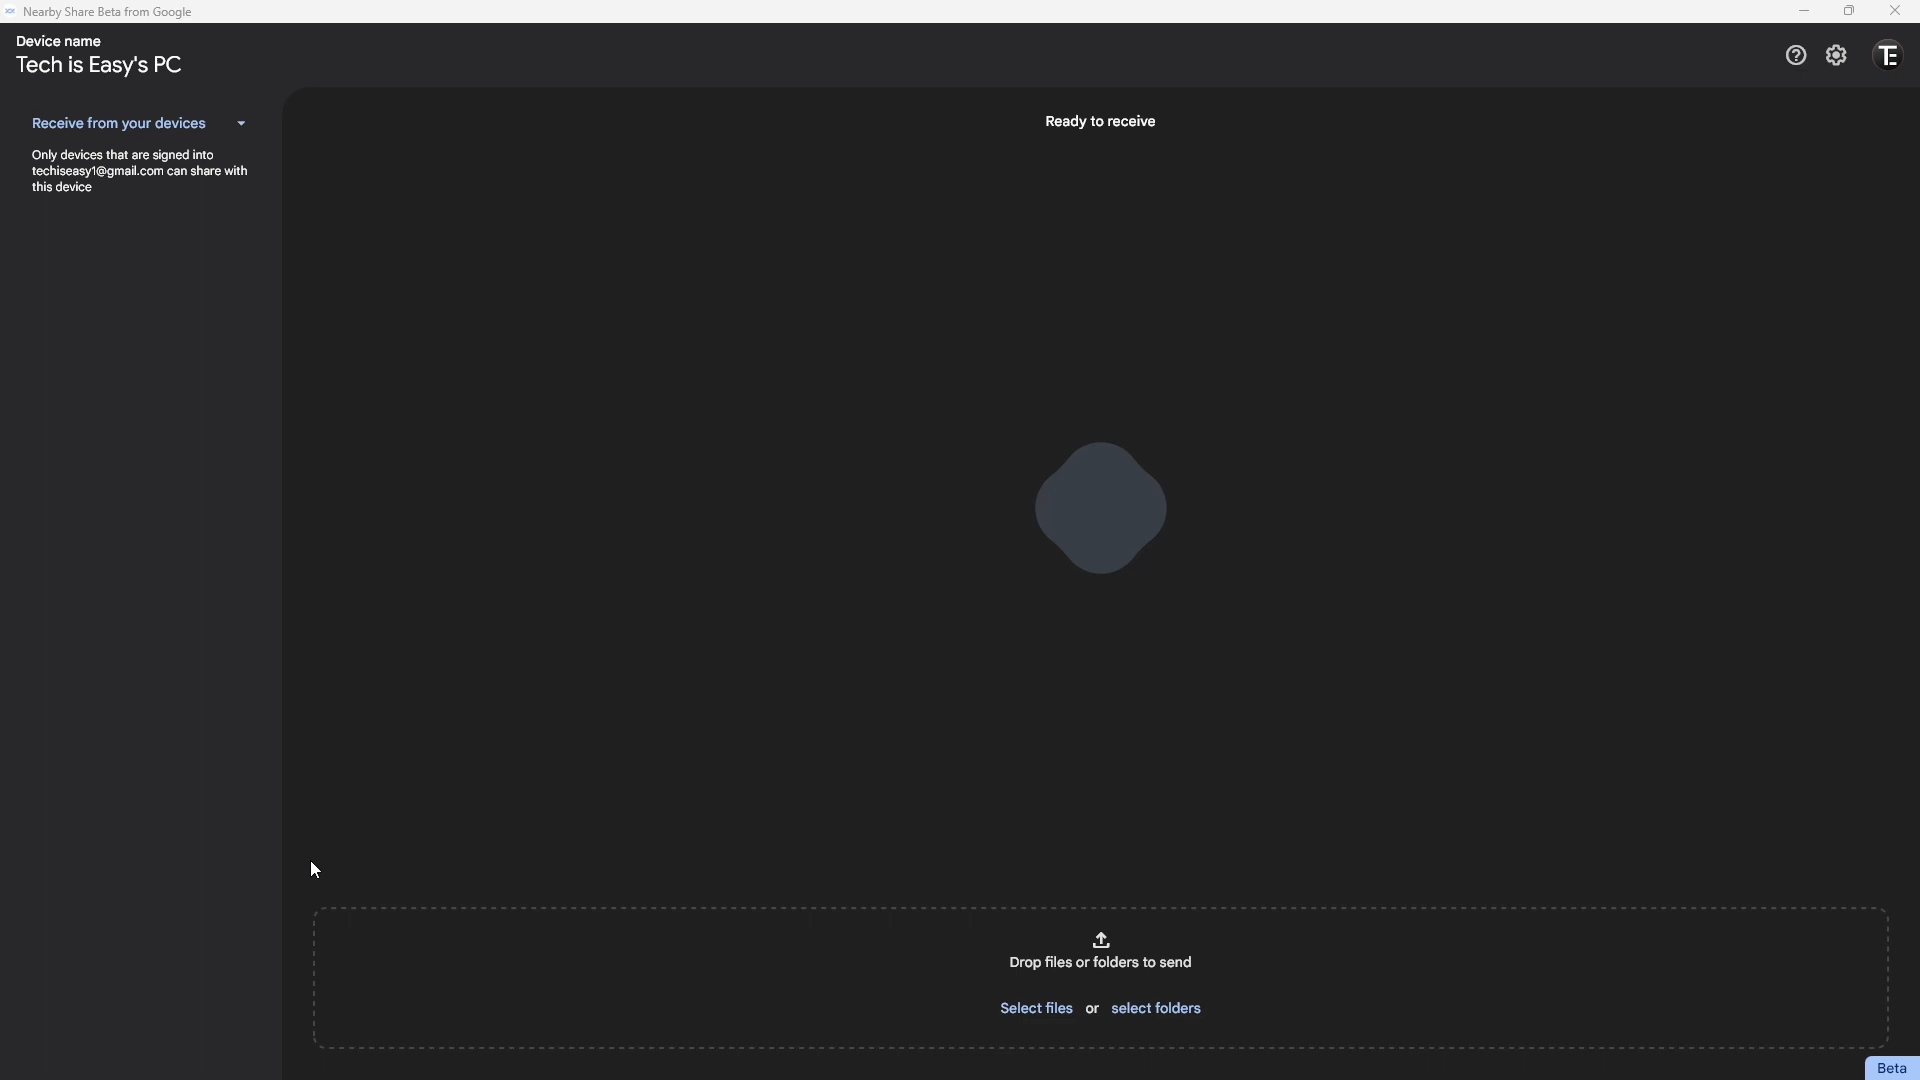 Nearby Share Beta from Google
Device name
Tech is Easy's PC
TE
Receive from your devices
Only devices that are signed into
techiseasy1@gmail.com can share with
this device
Ready to receive
Drop files or folders to send
Select files or select folders
Beta